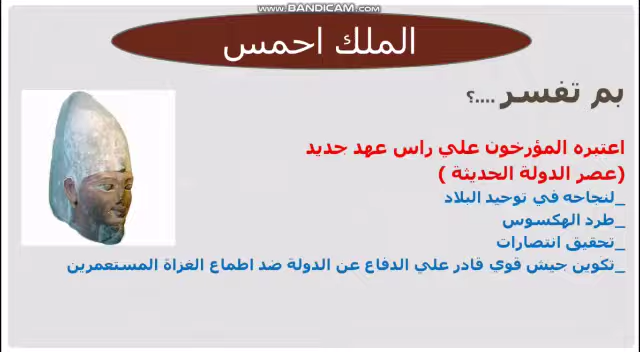 www.BANDICAM.com
الملك احمس
بم تفسر ....؟
اعتبره المؤرخون علي راس عهد جديد
(عصر الدولة الحديثة )
_لنجاحه في توحيد البلاد
_طرد الهكسوس
_تحقيق انتصارات
_تكوين جيش قوي قادر علي الدفاع عن الدولة ضد اطماع الغزاة المستعمرين